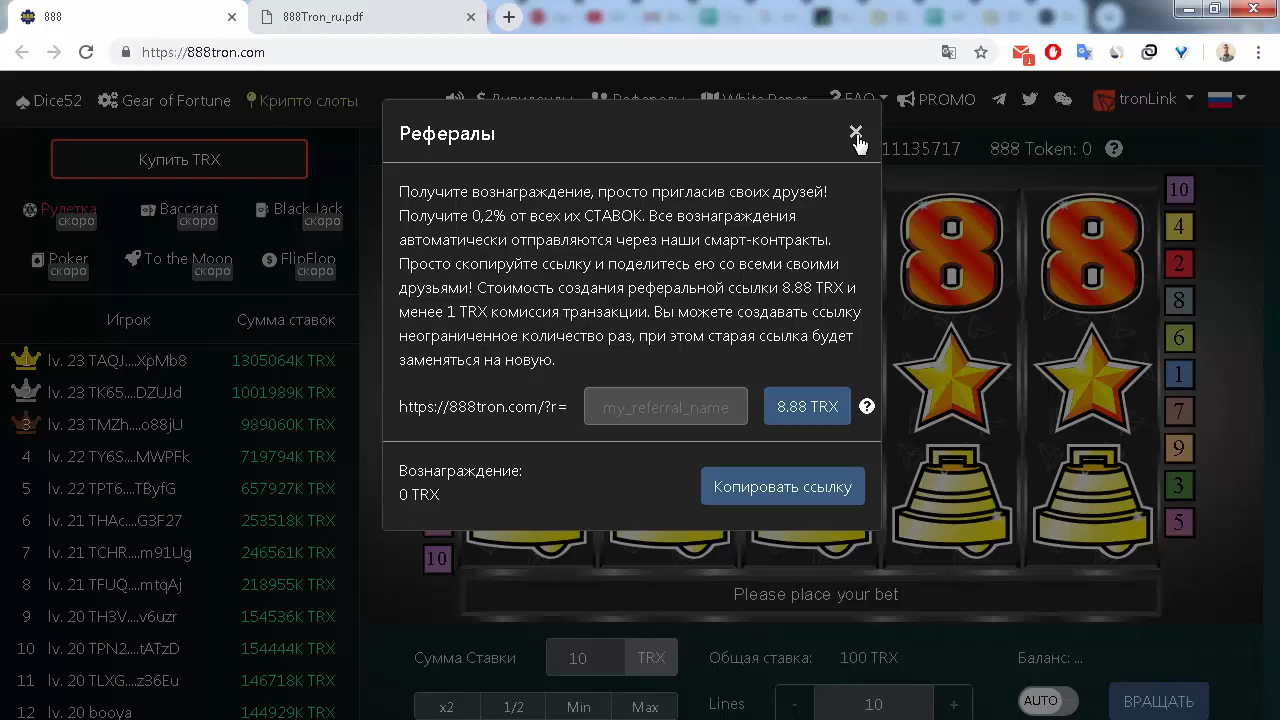 888
888Tron_ru.pdf
https://888tron.com
1
Dice52
Gear of Fortune
Крипто слоты
Дивиденды
Рефералы
White Paper
FAQ
PROMO
tronLink
Рефералы
Купить TRX
11135717
888 Token: 0
Рулетка
скоро
Baccarat
скоро
Black Jack
скоро
Poker
скоро
To the Moon
скоро
FlipFlop
скоро
Получите вознаграждение, просто пригласив своих друзей!
Получите 0,2% от всех их СТАВОК. Все вознаграждения
автоматически отправляются через наши смарт-контракты.
Просто скопируйте ссылку и поделитесь ею со всеми своими
друзьями! Стоимость создания реферальной ссылки 8.88 TRX и
менее 1 TRX комиссия транзакции. Вы можете создавать ссылку
неограниченное количество раз, при этом старая ссылка будет
заменяться на новую.
https://888tron.com/?r=
my_referral_name
8.88 TRX
Вознаграждение:
0 TRX
Копировать ссылку
Игрок Сумма ставок
1 lv. 23 TAQJ....XpMb8 1305064K TRX
2 lv. 23 TK65....DZUJd 1001989K TRX
3 lv. 23 TMZh....o88jU 989060K TRX
4 lv. 22 TY6S....MWPFk 719794K TRX
5 lv. 22 TPT6....TByfG 657927K TRX
6 lv. 21 THAc....G3F27 253518K TRX
7 lv. 21 TCHR....m91Ug 246561K TRX
8 lv. 21 TFUQ....mtqAj 218955K TRX
9 lv. 20 TH3V....v6uzr 154536K TRX
10 lv. 20 TPN2....tATzD 154444K TRX
11 lv. 20 TLXG....z36Eu 146718K TRX
12 lv. 20 booya 144929K TRX
8 8
10
4
2
8
6
1
7
9
3
5
10
Please place your bet
Сумма Ставки
10 TRX
Общая ставка: 100 TRX
Баланс: ...
x2 1/2 Min Max
Lines
- 10 +
AUTO
ВРАЩАТЬ